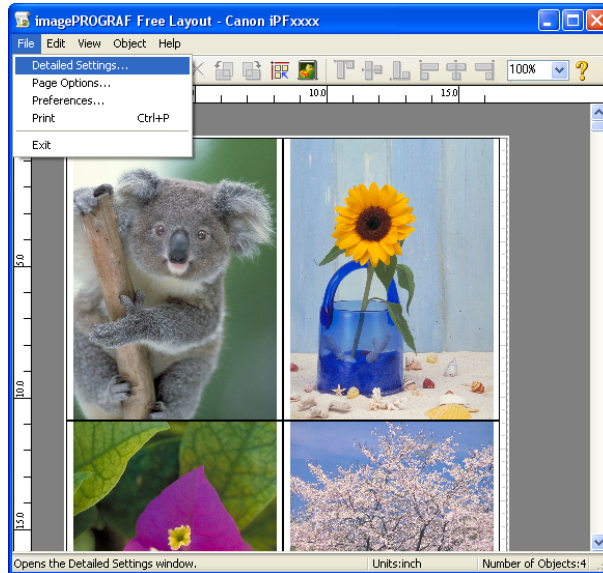 imagePROGRAF Free Layout - Canon iPFxxxx
File Edit View Object Help
Detailed Settings...
Page Options...
Preferences...
Print Ctrl+P
Exit
100%
10.0 15.0
5.0
10.0
15.0
Opens the Detailed Settings window. Units:inch Number of Objects:4